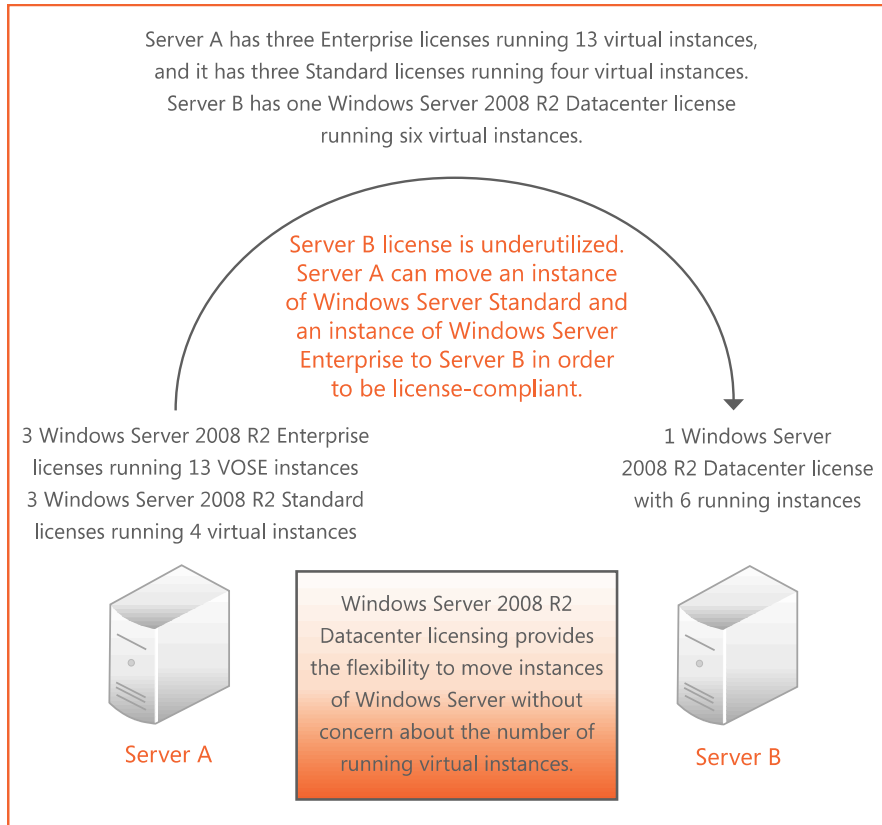 Server A has three Enterprise licenses running 13 virtual instances,
and it has three Standard licenses running four virtual instances.
Server B has one Windows Server 2008 R2 Datacenter license
running six virtual instances.
Server B license is underutilized.
Server A can move an instance
of Windows Server Standard and
an instance of Windows Server
Enterprise to Server B in order
to be license-compliant.
3 Windows Server 2008 R2 Enterprise
licenses running 13 VOSE instances
3 Windows Server 2008 R2 Standard
licenses running 4 virtual instances
1 Windows Server
2008 R2 Datacenter license
with 6 running instances
Windows Server 2008 R2
Datacenter licensing provides
the flexibility to move instances
of Windows Server without
concern about the number of
running virtual instances.
Server A
Server B